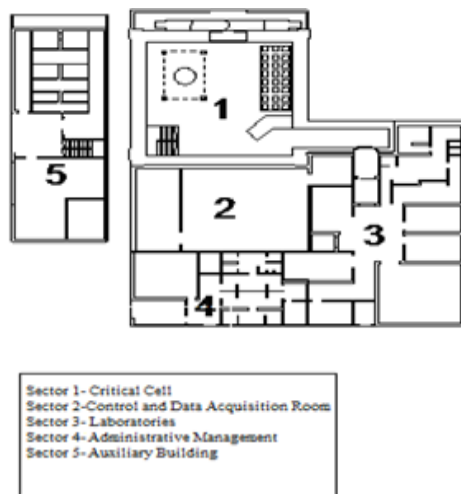 1
5
2
3
4
Sector 1- Critical Cell
Sector 2-Control and Data Acquisition Room
Sector 3- Laboratories
Sector 4- Administrative Management
Sector 5- Auxiliary Building